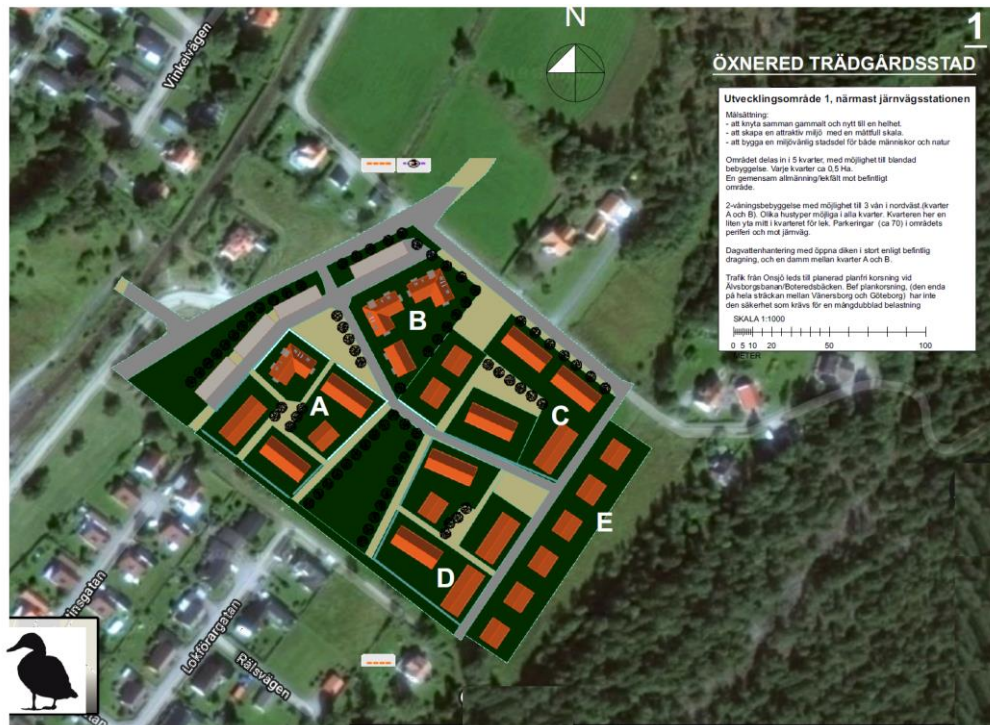 N
1
ÖXNERED TRÄDGÅRDSSTAD
Utvecklingsområde 1, närmast järnvägsstationen
Målsättning:
- att knyta samman gammalt och nytt till en helhet.
- att skapa en attraktiv miljö med en måttfull skala.
- att bygga en miljövänlig stadsdel för både människor och natur
Området delas in i 5 kvarter, med möjlighet till blandad
bebyggelse. Varje kvarter ca 0,5 Ha.
En gemensam allmänning/lekfält mot befintligt
område.
2-våningsbebyggelse med möjlighet till 3 vån i nordväst.(kvarter
A och B). Olika hustyper möjliga i alla kvarter. Kvarteren her en
liten yta mitt i kvarteret för lek. Parkeringar (ca 70) i områdets
periferi och mot järnväg.
Dagvattenhantering med öppna diken i stort enligt befintlig
dragning, och en damm mellan kvarter A och B.
Trafik från Onsjö leds till planerad planfri korsning vid
Älvsborgsbanan/Boteredsbäcken. Bef plankorsning, (den enda
på hela sträckan mellan Vänersborg och Göteborg) har inte
den säkerhet som krävs för en mångdubblad belastning
SKALA 1:1000
0 5 10 20 50 100
METER
Vinkelvägen
B
A
C
E
D
tinsgatan
Lokförargatan
Rälsvägen